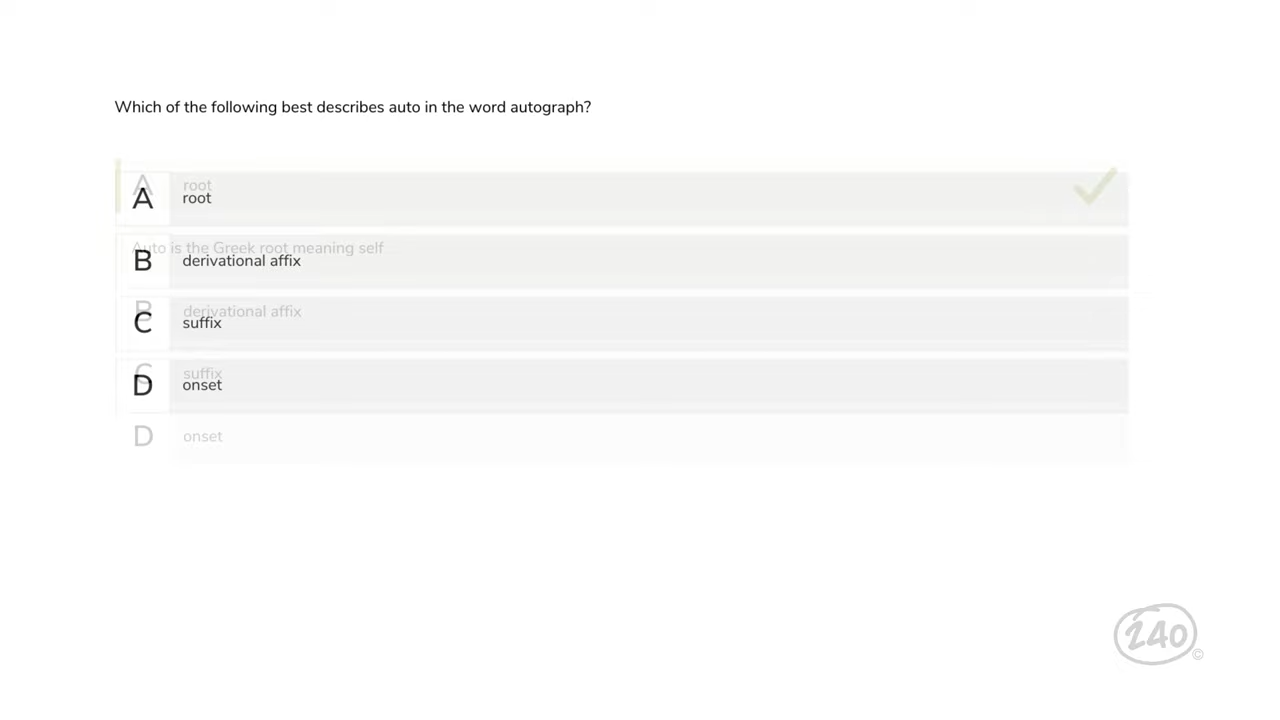 Which of the following best describes auto in the word autograph?
A root
A root
Auto is the Greek root meaning self
B derivational affix
B derivational affix
C suffix
C suffix
D onset
D onset
240 ©